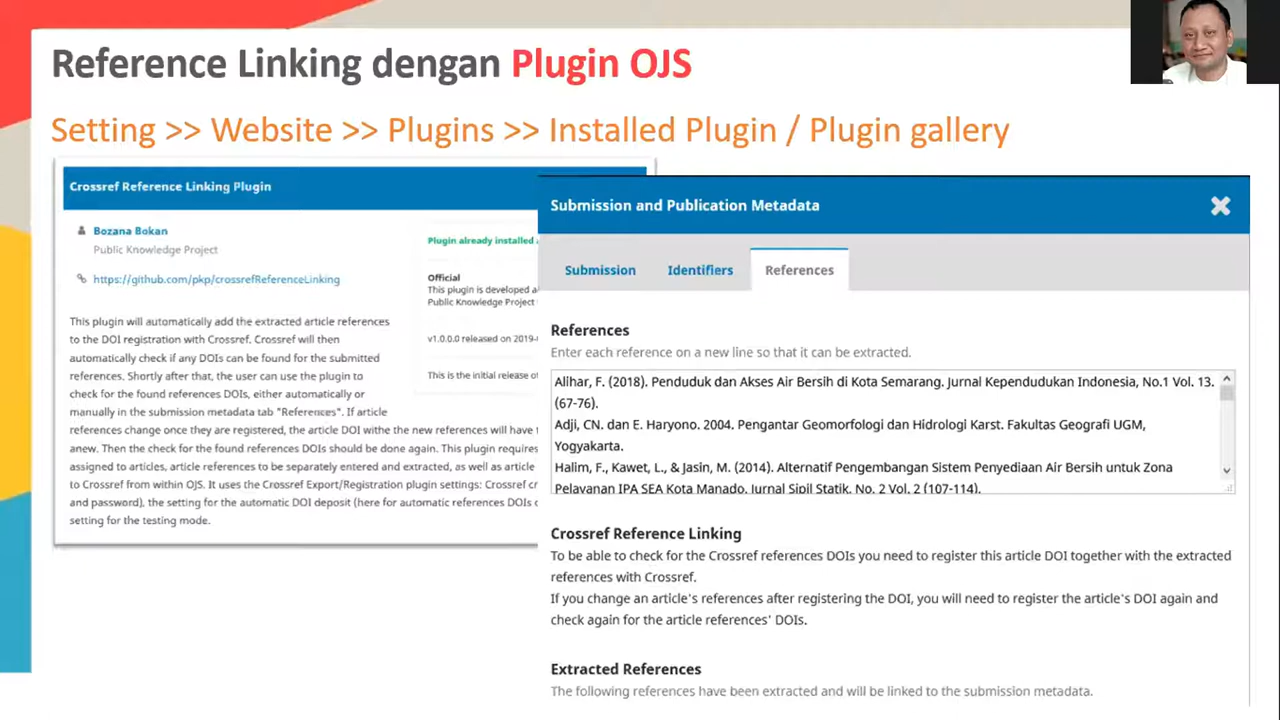 Reference Linking dengan Plugin OJS
Setting >> Website >> Plugins >> Installed Plugin / Plugin gallery
Crossref Reference Linking Plugin
Bozana Bokan
Public Knowledge Project
https://github.com/pkp/crossrefReferenceLinking
This plugin will automatically add the extracted article references
to the DOI registration with Crossref. Crossref will then
automatically check if any DOIs can be found for the submitted
references. Shortly after that, the user can use the plugin to
check for the found references DOIs, either automatically or
manually in the submission metadata tab "References". If article
references change once they are registered, the article DOI withe the new references will have
anew. Then the check for the found references DOIs should be done again. This plugin requires
assigned to articles, article references to be separately entered and extracted, as well as article
to Crossref from within OJS. It uses the Crossref Export/Registration plugin settings: Crossref
and password), the setting for the automatic DOI deposit (here for automatic references DOIs
setting for the testing mode.
Plugin already installed
Official
This plugin is developed
Public Knowledge Project
v1.0.0.0 released on 2019-
This is the initial release of
Submission and Publication Metadata
Submission Identifiers References
References
Enter each reference on a new line so that it can be extracted.
Alihar, F. (2018). Penduduk dan Akses Air Bersih di Kota Semarang. Jurnal Kependudukan Indonesia, No.1 Vol. 13.
(67-76).
Adji, CN. dan E. Haryono. 2004. Pengantar Geomorfologi dan Hidrologi Karst. Fakultas Geografi UGM,
Yogyakarta.
Halim, F., Kawet, L., & Jasin, M. (2014). Alternatif Pengembangan Sistem Penyediaan Air Bersih untuk Zona
Pelayanan IPA SEA Kota Manado. Jurnal Sipil Statik. No. 2 Vol. 2 (107-114).
Crossref Reference Linking
To be able to check for the Crossref references DOIs you need to register this article DOI together with the extracted
references with Crossref.
If you change an article's references after registering the DOI, you will need to register the article's DOI again and
check again for the article references' DOIs.
Extracted References
The following references have been extracted and will be linked to the submission metadata.